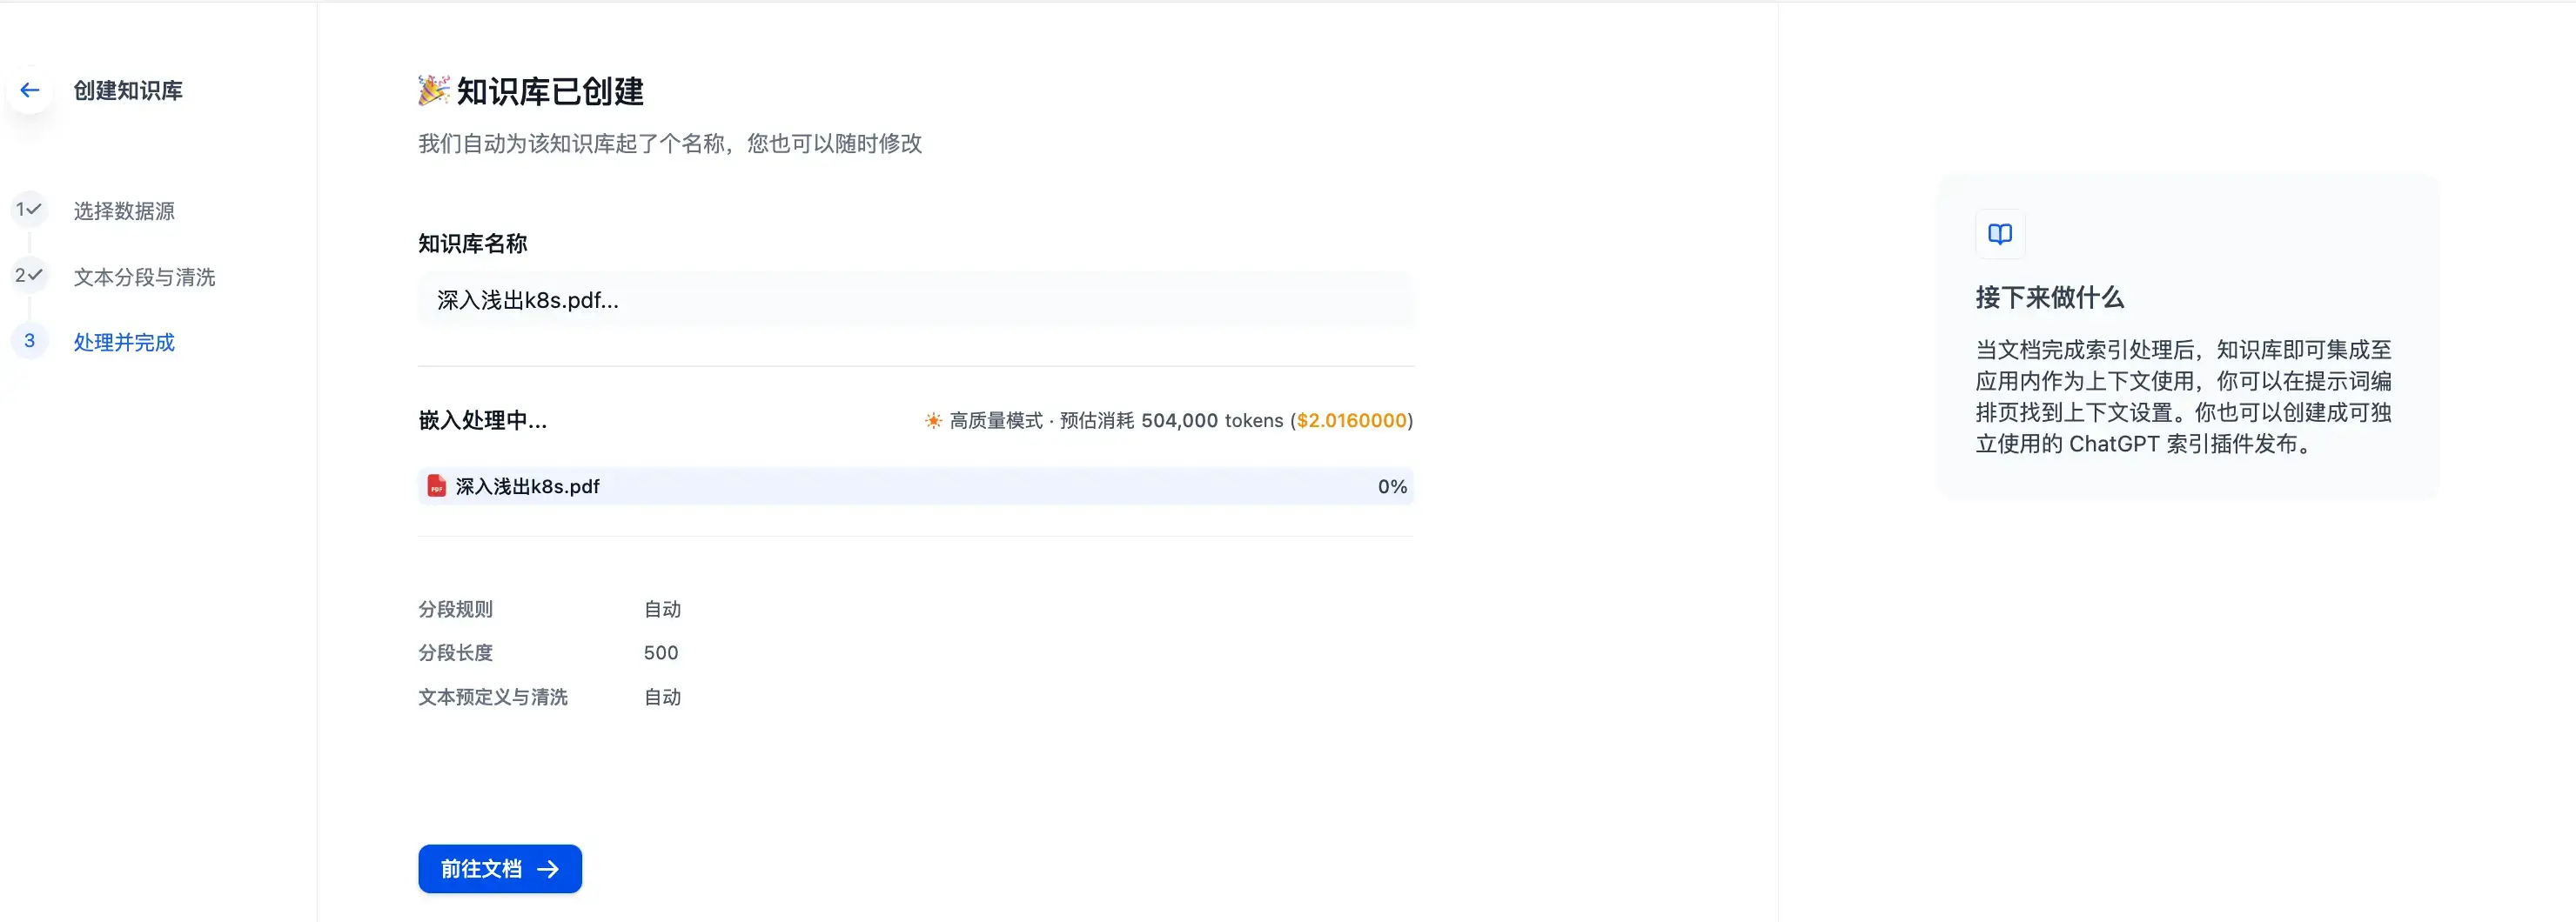 创建知识库
1
选择数据源
2
文本分段与清洗
3
处理并完成
知识库已创建
我们自动为该知识库起了个名称，您也可以随时修改
知识库名称
深入浅出k8s.pdf...
嵌入处理中...
高质量模式 · 预估消耗 504,000 tokens ($2.0160000)
PDF
深入浅出k8s.pdf
0%
分段规则 自动
分段长度 500
文本预定义与清洗 自动
前往文档
接下来做什么
当文档完成索引处理后，知识库即可集成至
应用内作为上下文使用，你可以在提示词编
排页找到上下文设置。你也可以创建成可独
立使用的 ChatGPT 索引插件发布。